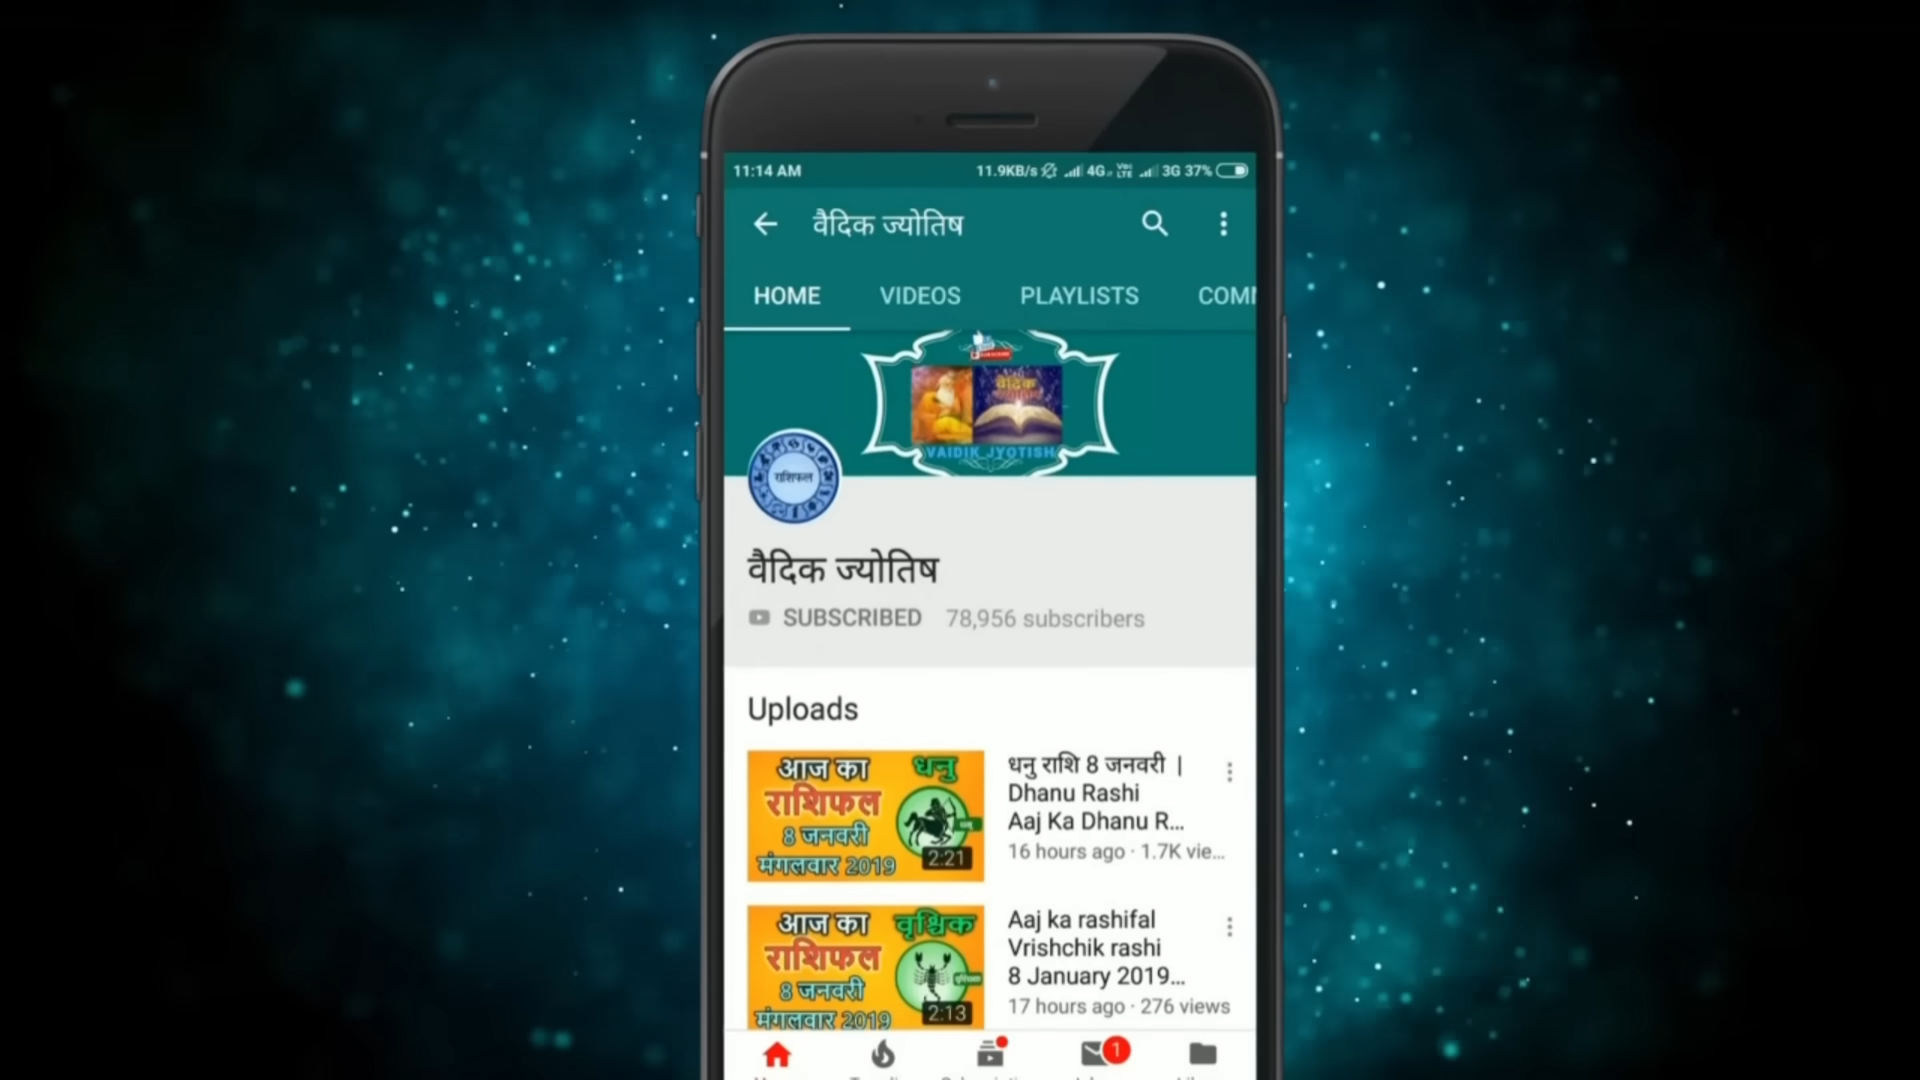 11:14 AM
11.9KB/s 4G VoLTE 3G 37%
वैदिक ज्योतिष
HOME VIDEOS PLAYLISTS COMM
वैदिक
VAIDIK JYOTISH
राशिफल
वैदिक ज्योतिष
SUBSCRIBED 78,956 subscribers
Uploads
आज का धनु
राशिफल
8 जनवरी
मंगलवार 2019
2:21
धनु राशि 8 जनवरी |
Dhanu Rashi
Aaj Ka Dhanu R...
16 hours ago · 1.7K vie...
आज का वृश्चिक
राशिफल
8 जनवरी
मंगलवार 2019
2:13
Aaj ka rashifal
Vrishchik rashi
8 January 2019...
17 hours ago · 276 views
1